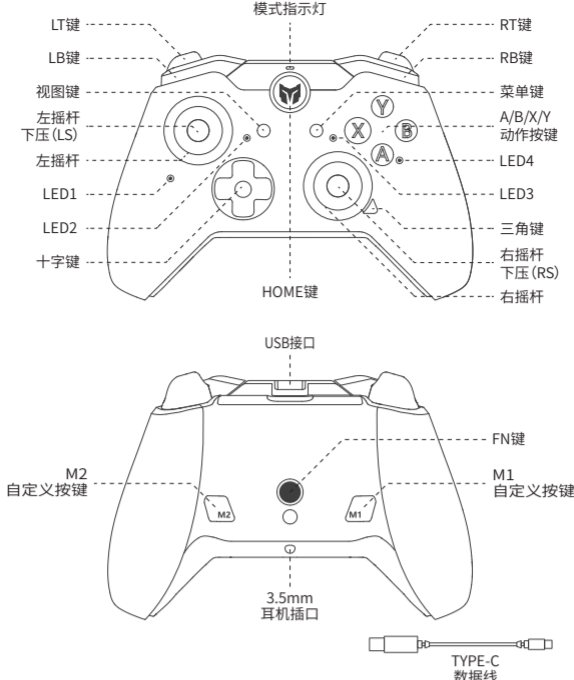 模式指示灯
LT键
RT键
LB键
RB键
视图键
菜单键
左摇杆
下压(LS)
A/B/X/Y
动作按键
左摇杆
LED4
LED1
LED3
LED2
三角键
十字键
右摇杆
下压(RS)
HOME键
右摇杆
Y
X
B
A
USB接口
FN键
M2
自定义按键
M1
自定义按键
M2
M1
3.5mm
耳机插口
TYPE-C
数据线